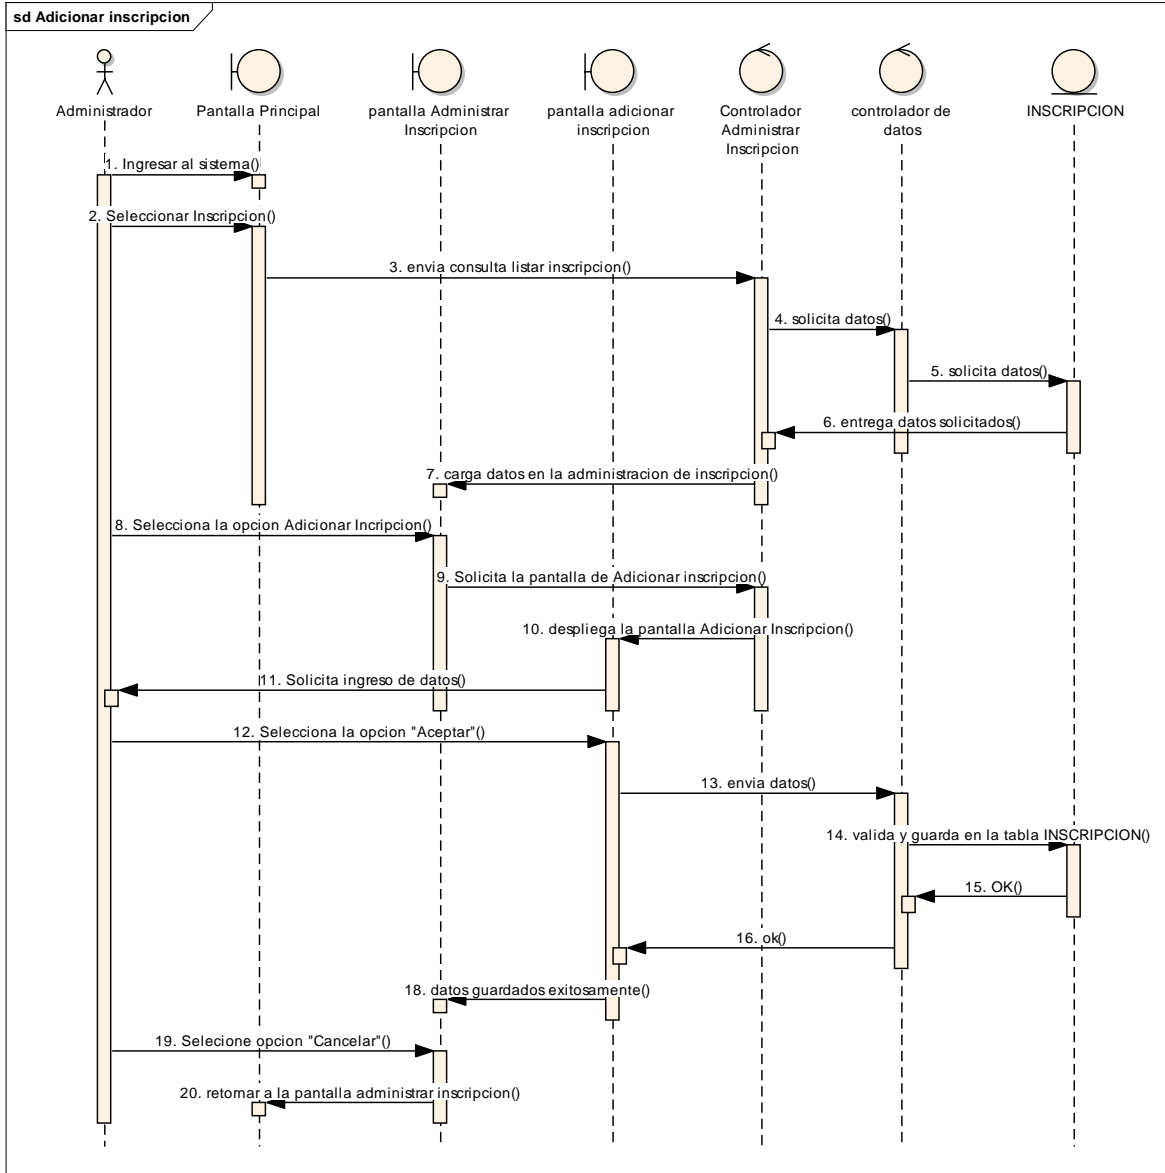 sd Adicionar inscripcion
Administrador
Pantalla Principal
pantalla Administrar
Inscripcion
pantalla adicionar
inscripcion
Controlador
Administrar
Inscripcion
controlador de
datos
INSCRIPCION
1. Ingresar al sistema()
2. Seleccionar Inscripcion()
3. envia consulta listar inscripcion()
4. solicita datos()
5. solicita datos()
6. entrega datos solicitados()
7. carga datos en la administracion de inscripcion()
8. Selecciona la opcion Adicionar Incripcion()
9. Solicita la pantalla de Adicionar inscripcion()
10. despliega la pantalla Adicionar Inscripcion()
11. Solicita ingreso de datos()
12. Selecciona la opcion "Aceptar"()
13. envia datos()
14. valida y guarda en la tabla INSCRIPCION()
15. OK()
16. ok()
18. datos guardados exitosamente()
19. Selecione opcion "Cancelar"()
20. retornar a la pantalla administrar inscripcion()